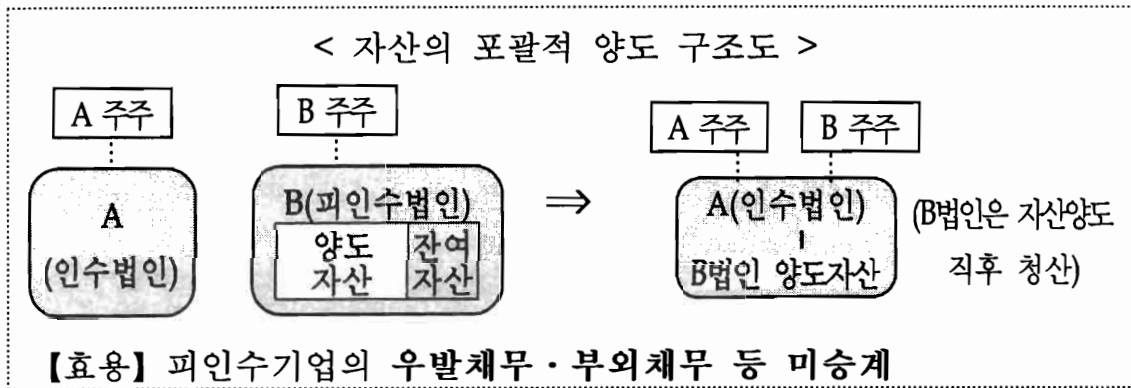 < 자산의 포괄적 양도 구조도 >
A 주주
B 주주
A
(인수법인)
B(피인수법인)
양도
자산
잔여
자산
⇒
A 주주
B 주주
A(인수법인)
B법인 양도자산
(B법인은 자산양도
직후 청산)
【효용】 피인수기업의 우발채무·부외채무 등 미승계